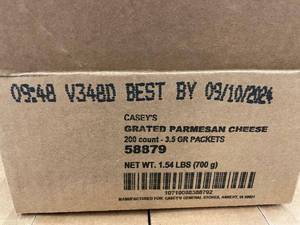 09:48 V348D BEST BY 09/10/2024
CASEY'S
GRATED PARMESAN CHEESE
200 count - 3.5 GR PACKETS
58879
NET WT. 1.54 LBS (700 g)
MANUFACTURED FOR: CASEY'S GENERAL STORES, ANKENY, IA 50021